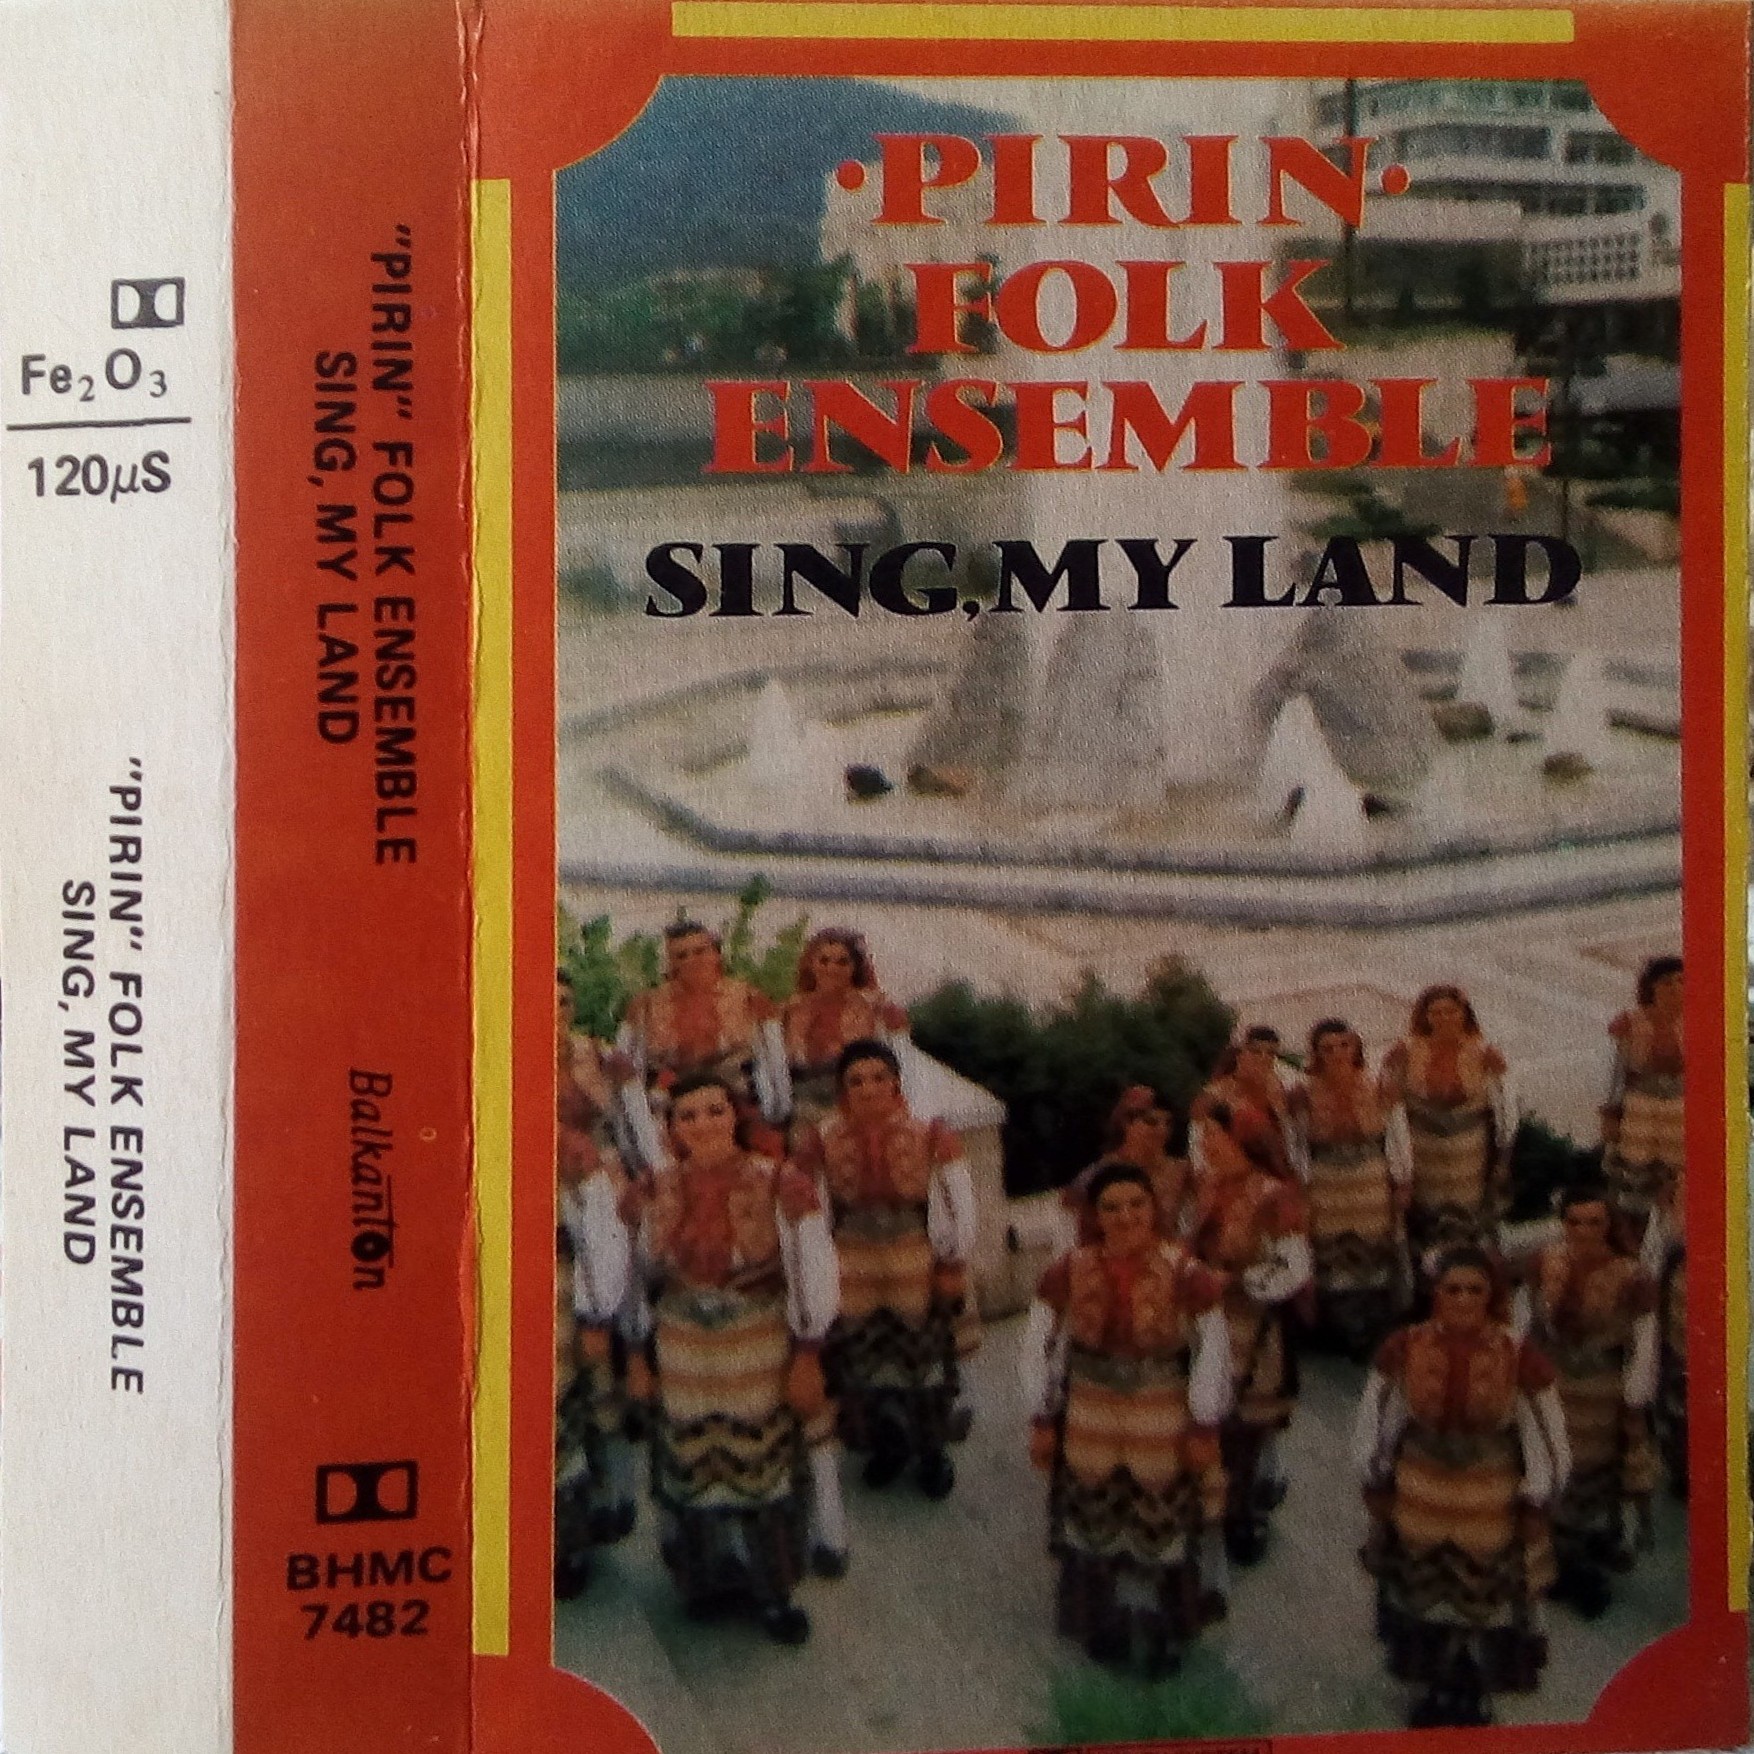 Fe₂O₃
120μS
"PIRIN" FOLK ENSEMBLE
SING, MY LAND
"PIRIN" FOLK ENSEMBLE
SING, MY LAND
Balkanton
BHMC
7482
·PIRIN·
FOLK
ENSEMBLE
SING, MY LAND